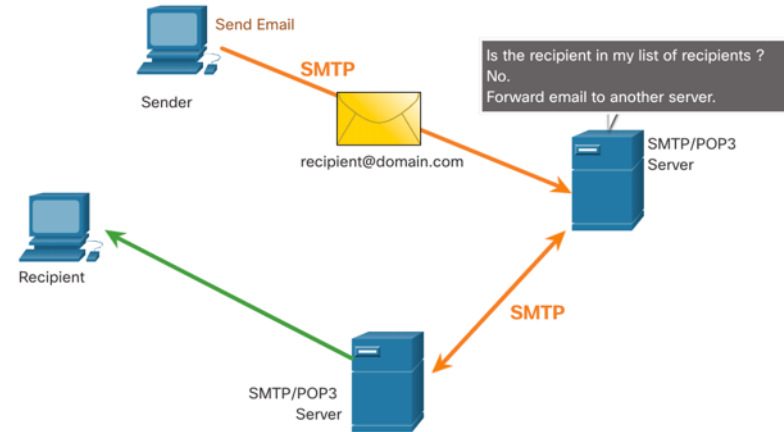 Send Email
SMTP
Sender
recipient@domain.com
Is the recipient in my list of recipients ?
No.
Forward email to another server.
SMTP/POP3
Server
Recipient
SMTP
SMTP/POP3
Server